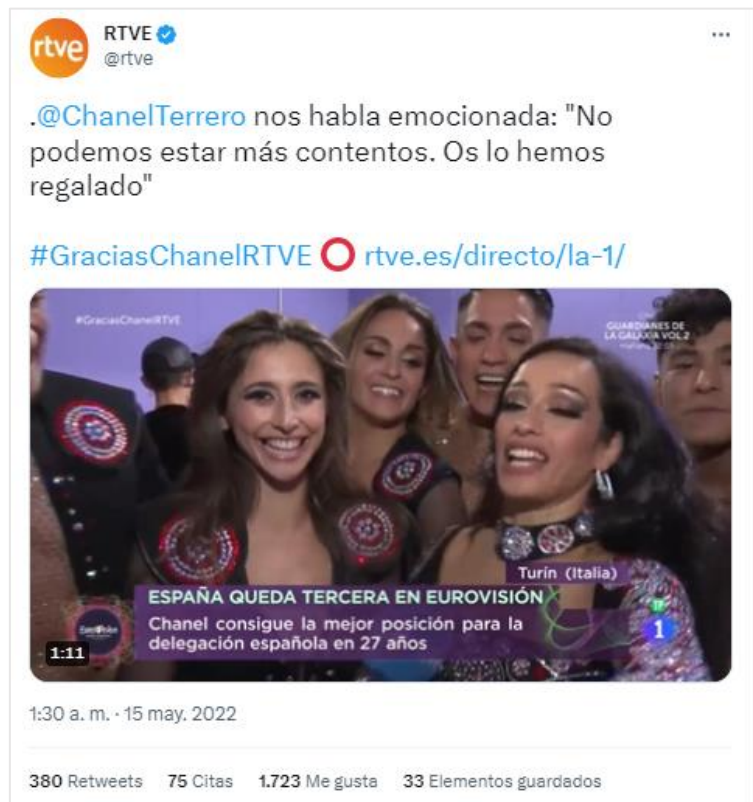 rtve
RTVE
@rtve
.@ChanelTerrero nos habla emocionada: "No
podemos estar más contentos. Os lo hemos
regalado"
#GraciasChanelRTVE ⭕ rtve.es/directo/la-1/
#GraciasChanelRTVE
GUARDIANES DE
LA GALAXIA VOL.2
Turín (Italia)
ESPAÑA QUEDA TERCERA EN EUROVISIÓN
Chanel consigue la mejor posición para la
delegación española en 27 años
1
1:11
1:30 a. m. · 15 may. 2022
380 Retweets 75 Citas 1.723 Me gusta 33 Elementos guardados